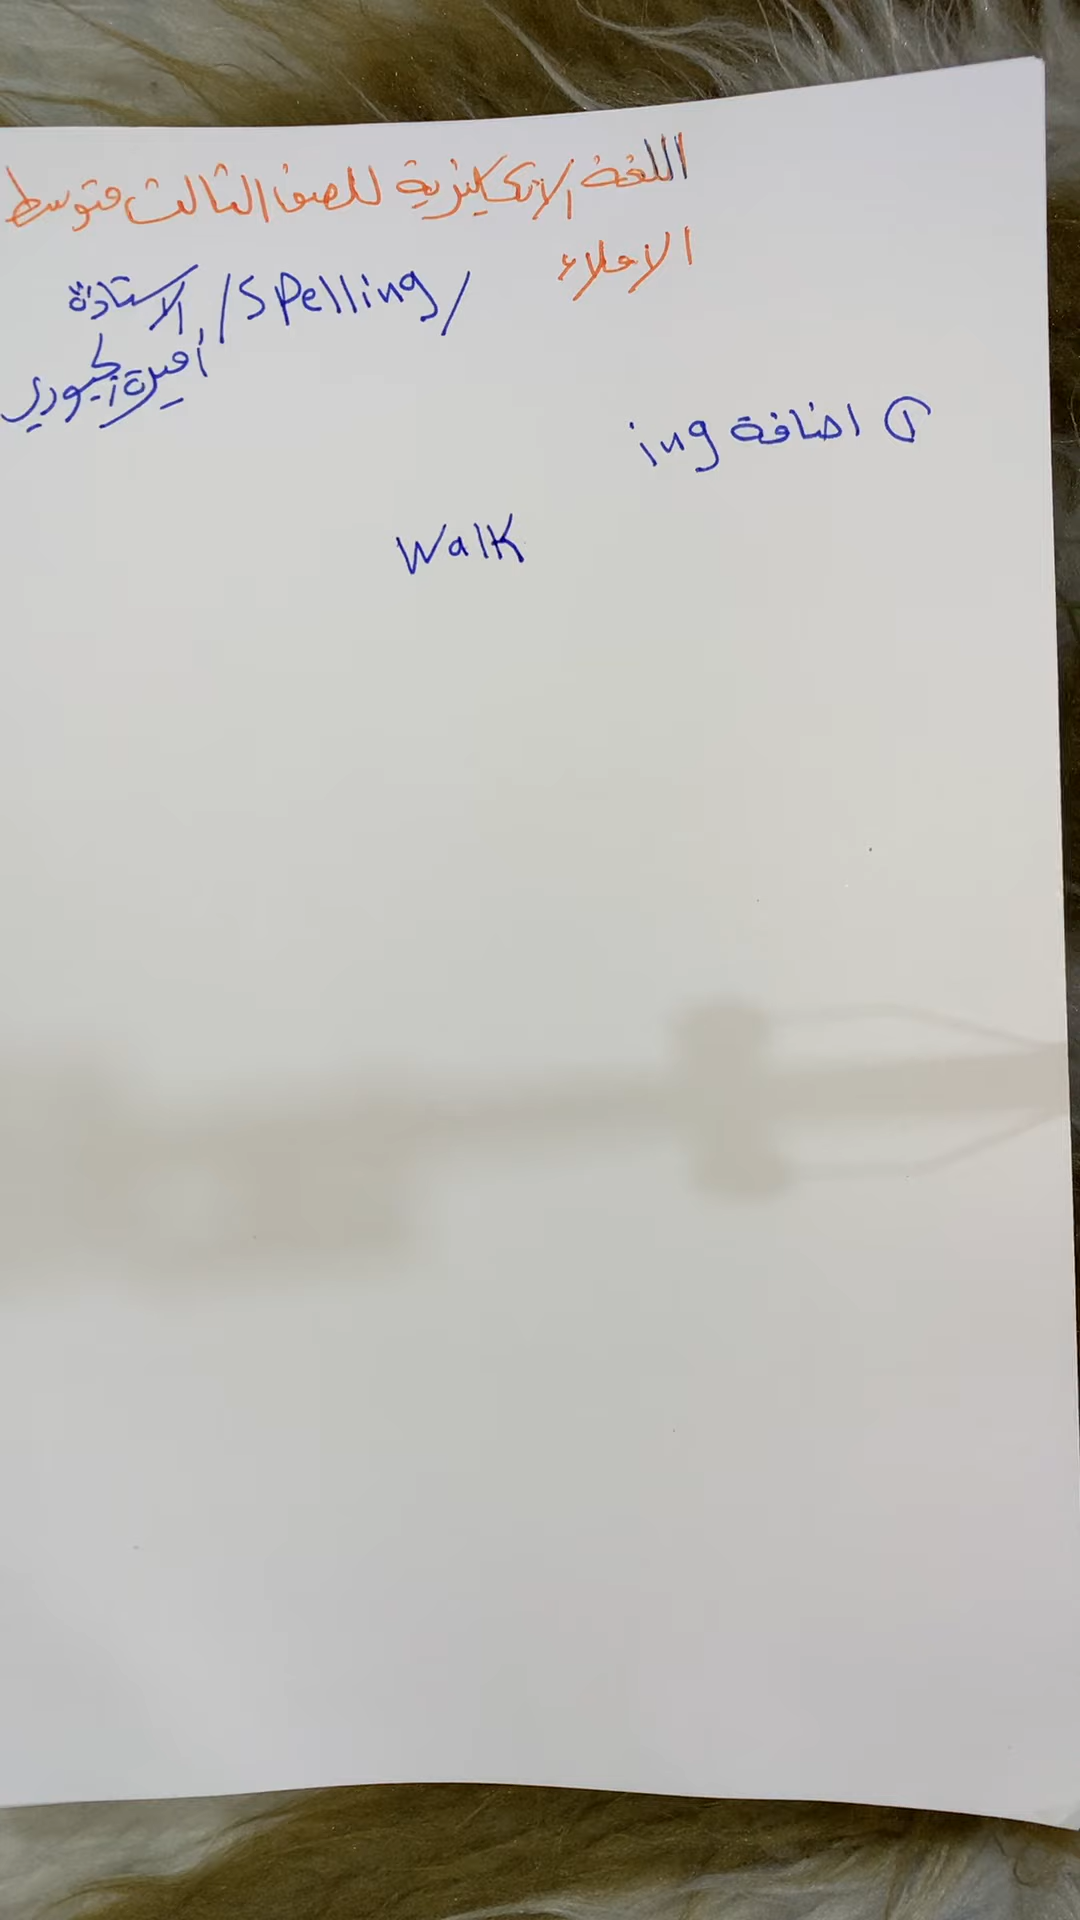 اللغة الانكليزية للصف الثالث متوسط
الاملاء /Spelling/ الاستاذة
أميرة الجبوري
① اضافة ing
Walk